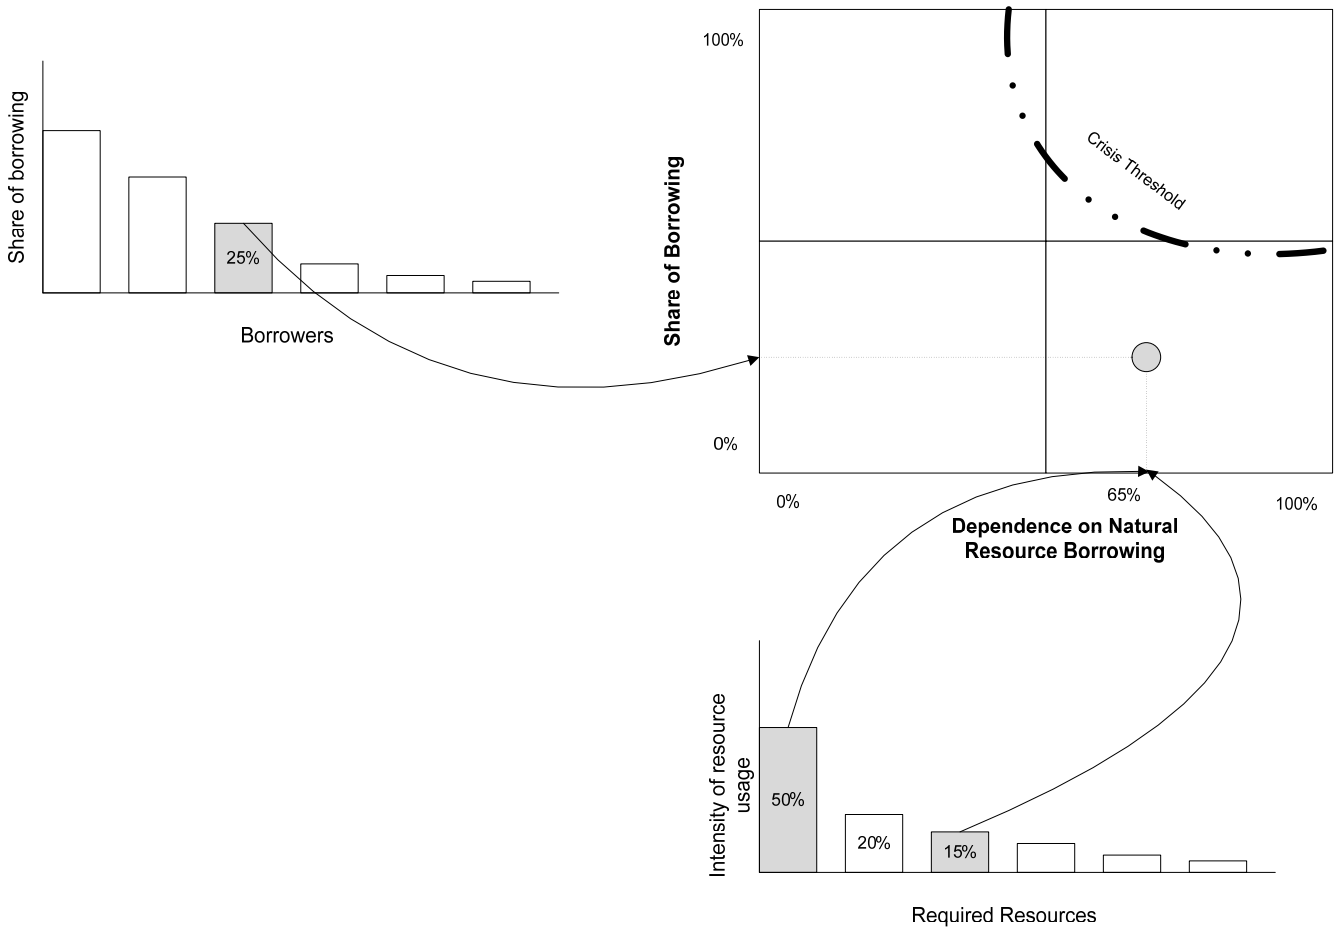 Share of borrowing
25%
Borrowers
100%
Share of Borrowing
0%
Crisis Threshold
0%
65%
100%
Dependence on Natural
Resource Borrowing
Intensity of resource
usage
50%
20%
15%
Required Resources